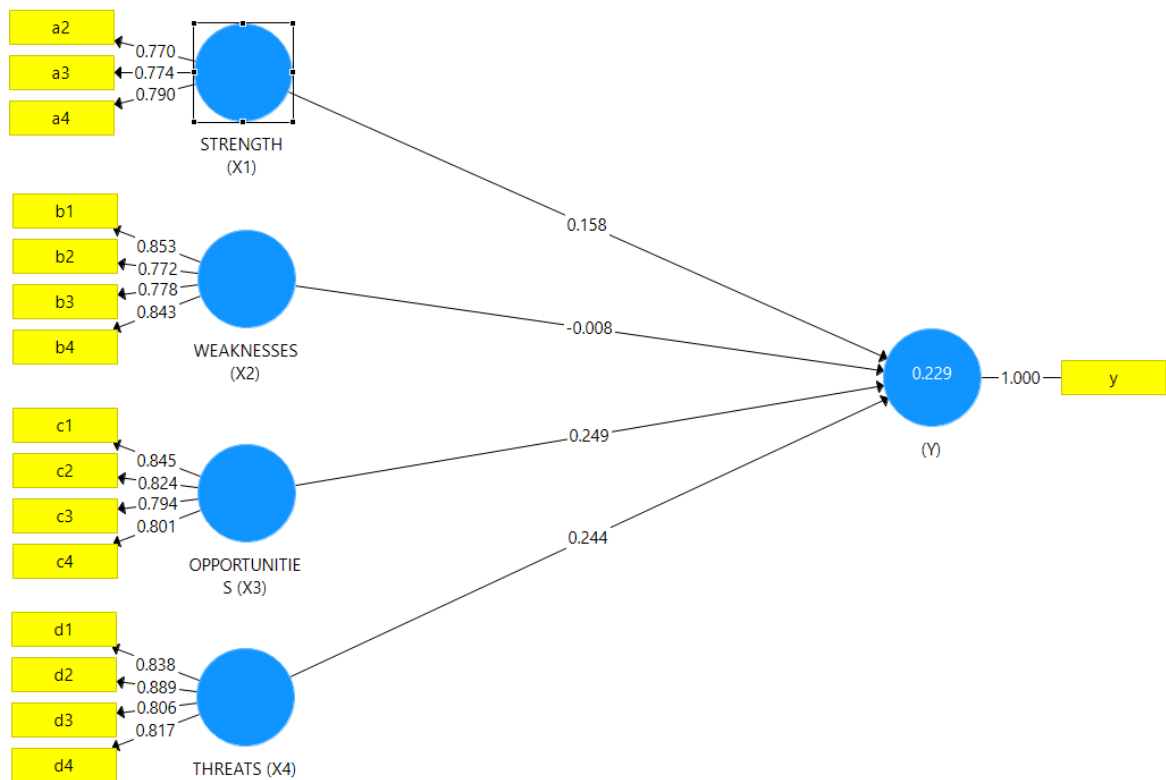 a2
0.770
a3
0.774
a4
0.790
STRENGTH
(X1)
b1
0.853
b2
0.772
b3
0.778
b4
0.843
WEAKNESSES
(X2)
c1
0.845
c2
0.824
c3
0.794
c4
0.801
OPPORTUNITIE
S (X3)
d1
0.838
d2
0.889
d3
0.806
d4
0.817
THREATS (X4)
0.158
-0.008
0.249
0.244
0.229
(Y)
1.000
y